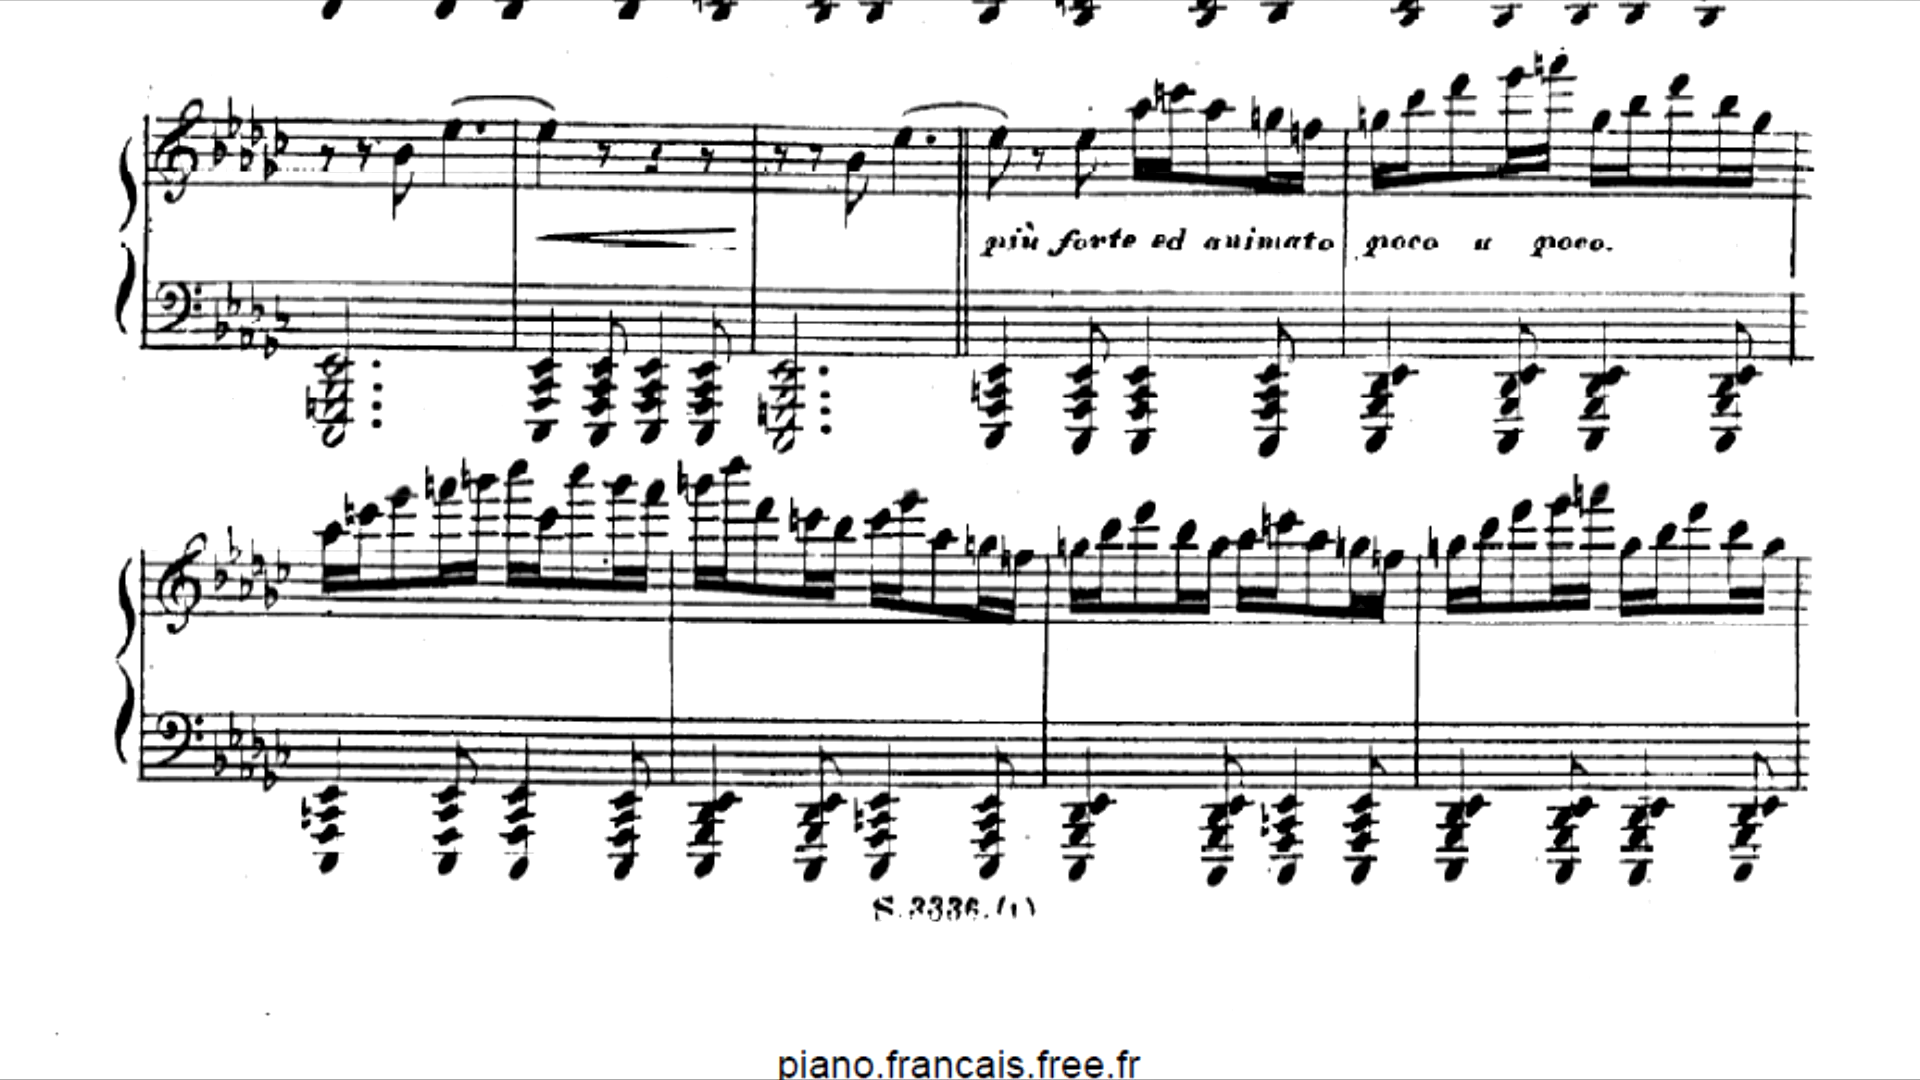 più forte ed animato poco a poco.
S. 3336. (1)
piano.francais.free.fr